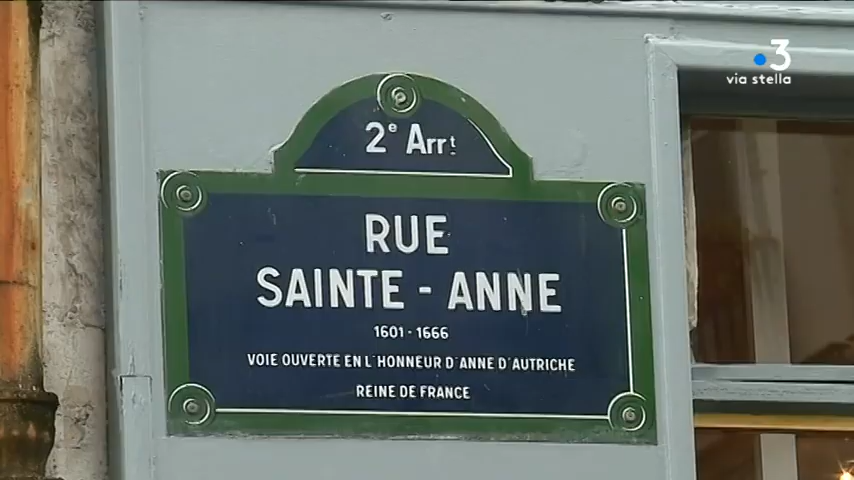 3
via stella
2e Arrt
RUE
SAINTE - ANNE
1601 - 1666
VOIE OUVERTE EN L'HONNEUR D'ANNE D'AUTRICHE
REINE DE FRANCE